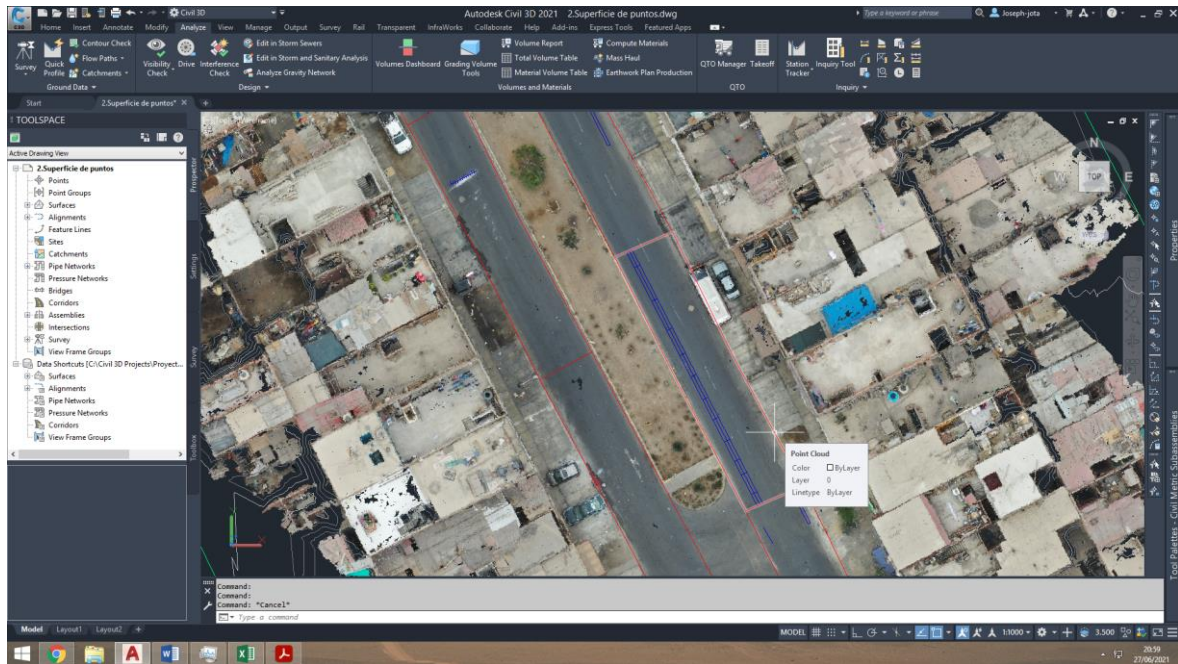 Civil 3D
Autodesk Civil 3D 2021 2.Superficie de puntos.dwg
Type a keyword or phrase
Joseph-jota
Home Insert Annotate Modify Analyze View Manage Output Survey Rail Transparent InfraWorks Collaborate Help Add-ins Express Tools Featured Apps
Survey
Quick Profile
Contour Check
Flow Paths
Catchments
Ground Data
Visibility Check
Drive
Interference Check
Edit in Storm Sewers
Edit in Storm and Sanitary Analysis
Analyze Gravity Network
Design
Volumes Dashboard
Grading Volume Tools
Volume Report
Total Volume Table
Material Volume Table
Compute Materials
Mass Haul
Earthwork Plan Production
Volumes and Materials
QTO Manager
Takeoff
QTO
Station Tracker
Inquiry Tool
Inquiry
Start
2.Superficie de puntos*
TOOLSPACE
Active Drawing View
2.Superficie de puntos
Points
Point Groups
Surfaces
Alignments
Feature Lines
Sites
Catchments
Pipe Networks
Pressure Networks
Bridges
Corridors
Assemblies
Intersections
Survey
View Frame Groups
Data Shortcuts [C:\Civil 3D Projects\Proyect...
Surfaces
Alignments
Pipe Networks
Pressure Networks
Corridors
View Frame Groups
Prospector
Settings
Survey
Toolbox
N
W
TOP
E
Point Cloud
Color ByLayer
Layer 0
Linetype ByLayer
Properties
Tool Palettes - Civil Metric Subassemblies
Command:
Command:
Command: *Cancel*
Type a command
Model Layout1 Layout2 +
MODEL
1:1000
3.500
20:59
27/06/2021